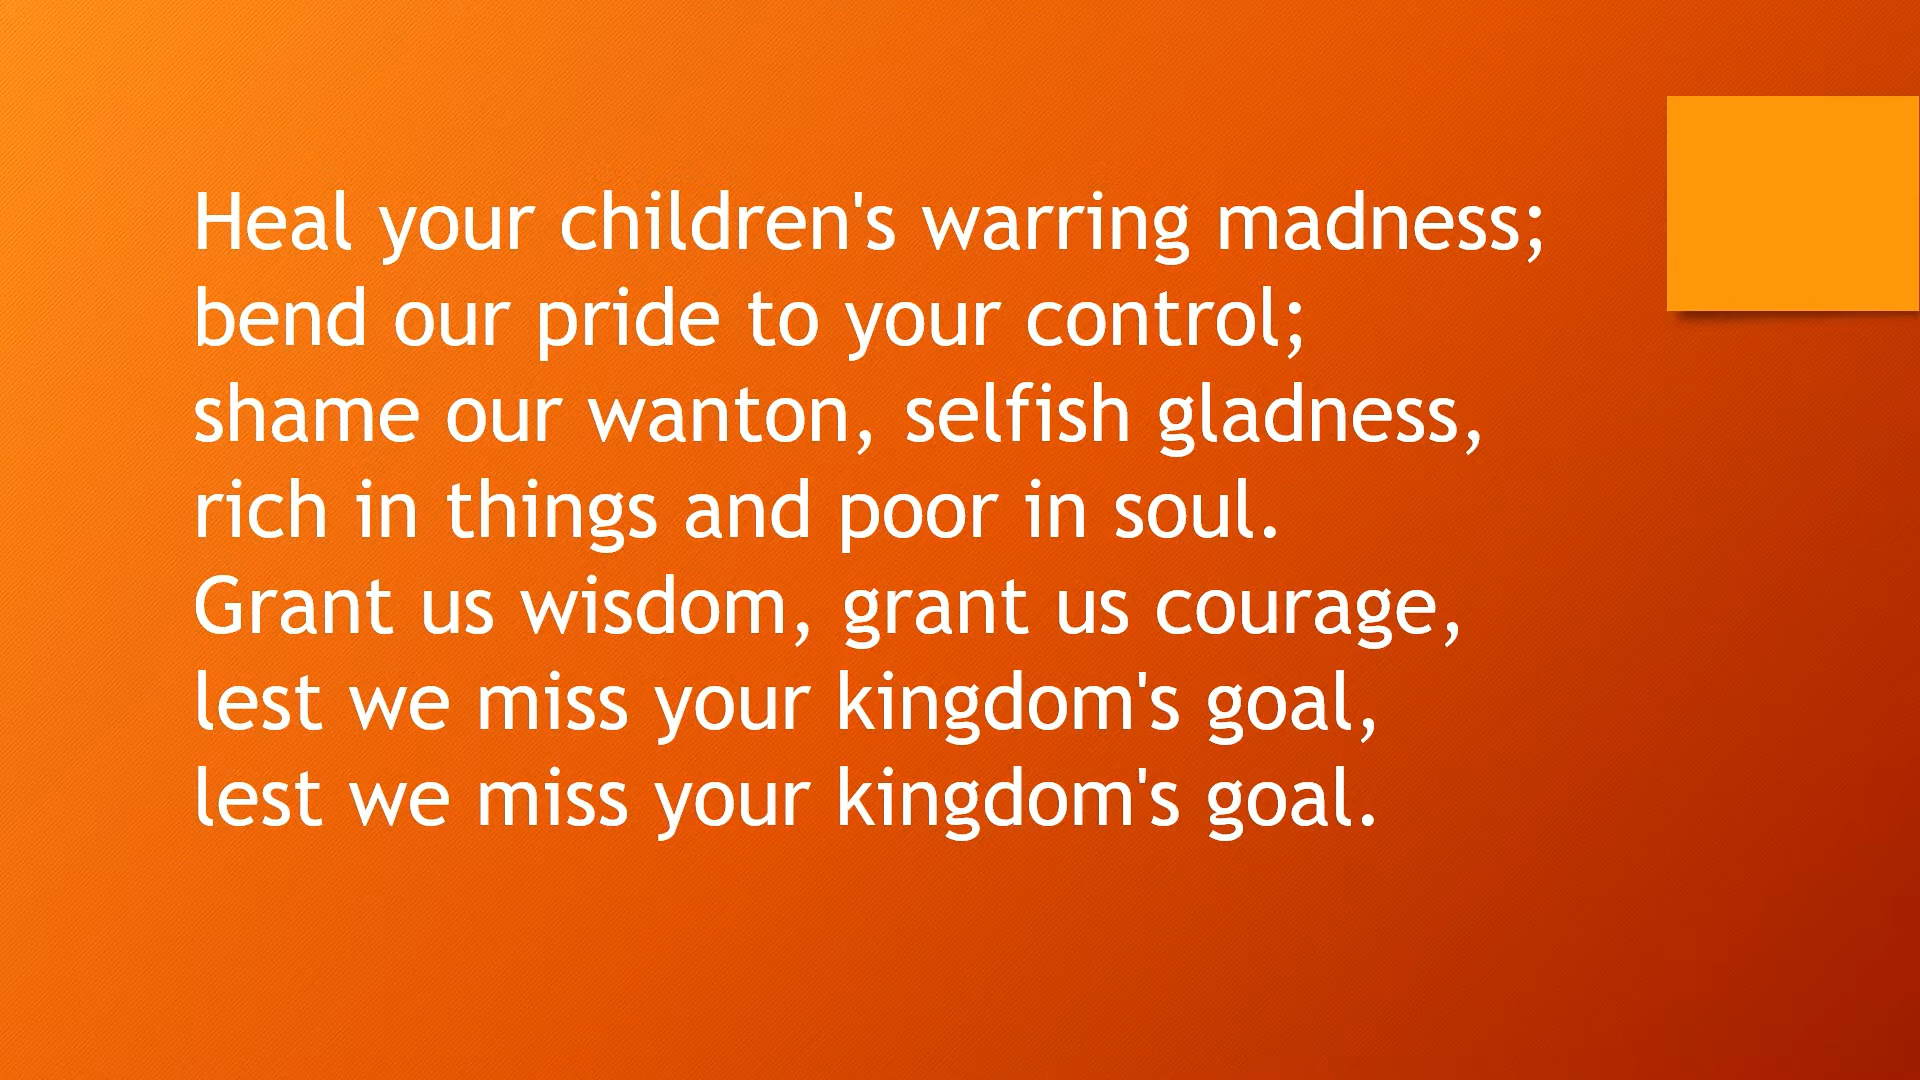 Heal your children's warring madness;
bend our pride to your control;
shame our wanton, selfish gladness,
rich in things and poor in soul.
Grant us wisdom, grant us courage,
lest we miss your kingdom's goal,
lest we miss your kingdom's goal.